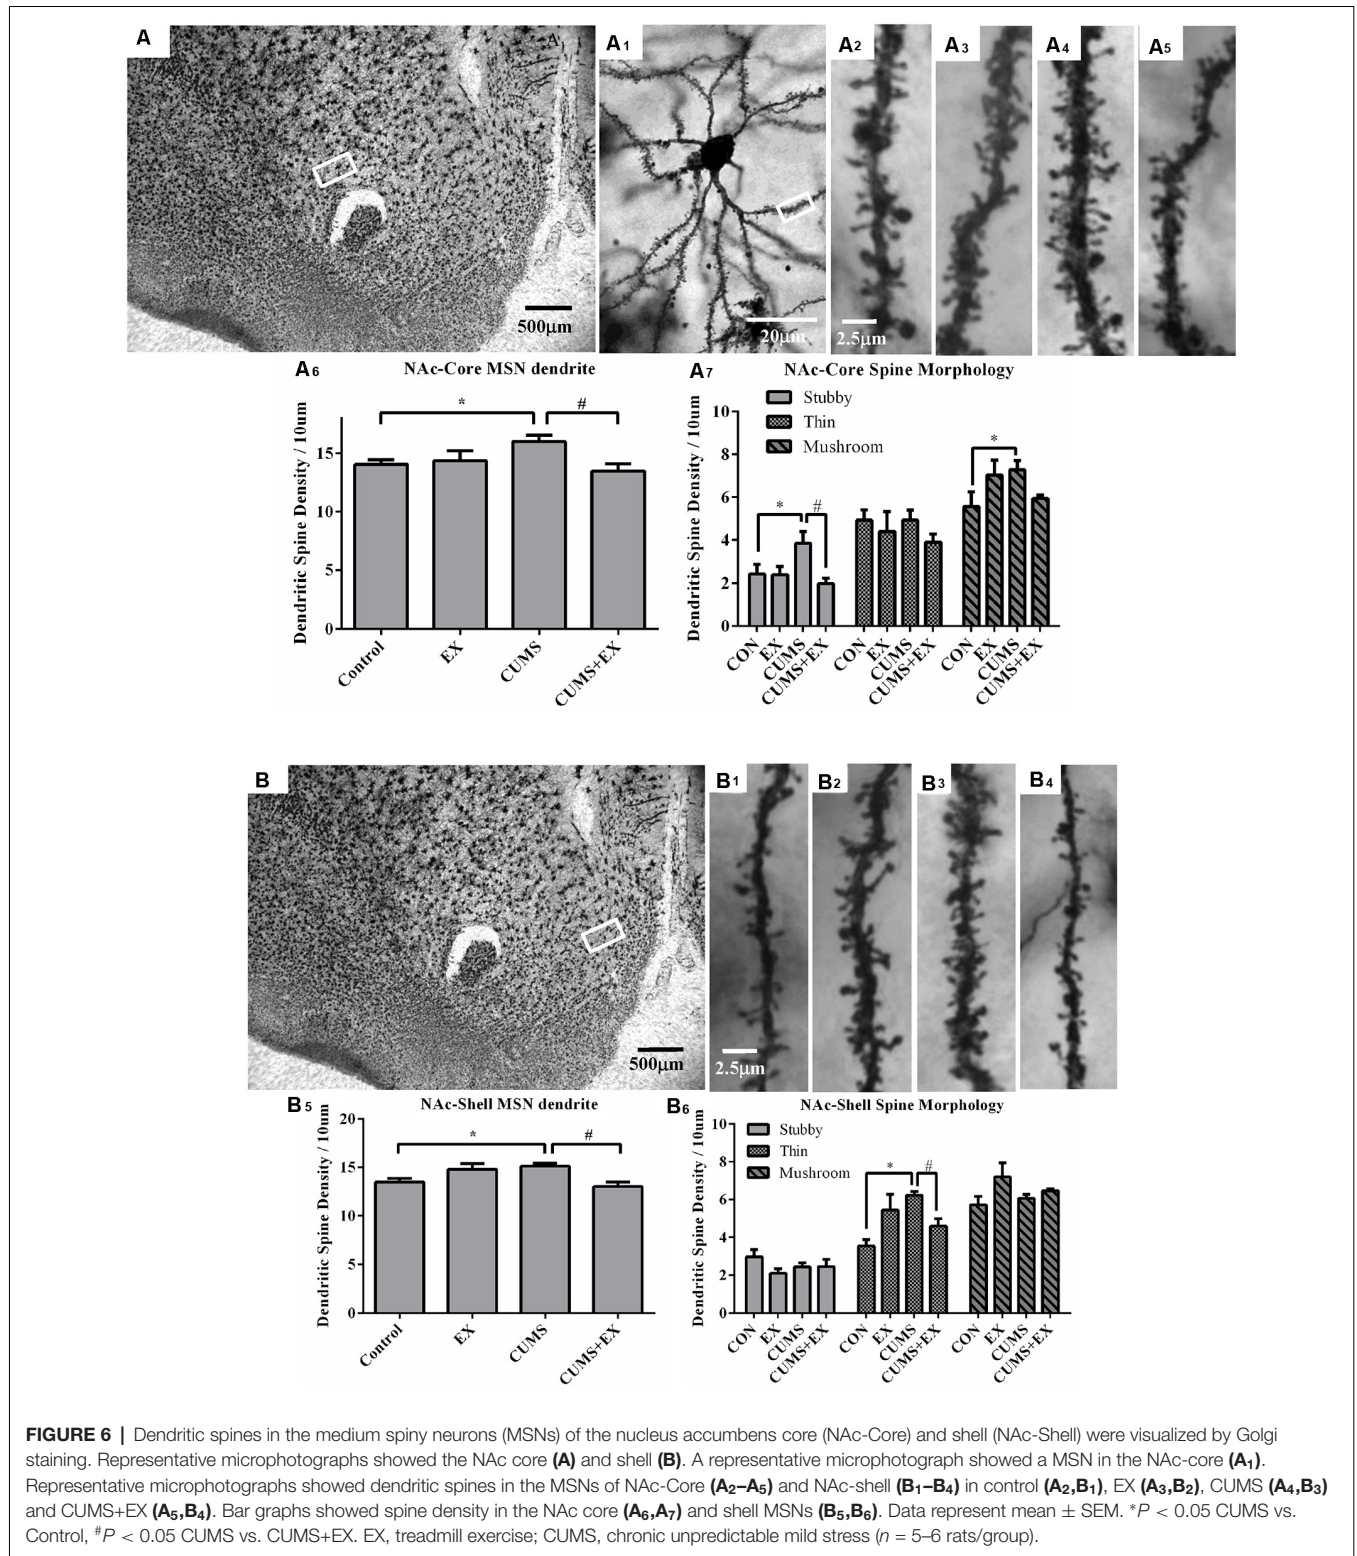 A
A
A1
A2
A3
A4
A5
500µm
20µm
2.5µm
A6
NAc-Core MSN dendrite
Dendritic Spine Density / 10um
15
10
5
0
*
#
Control
EX
CUMS
CUMS+EX
A7
NAc-Core Spine Morphology
Dendritic Spine Density / 10um
Stubby
Thin
Mushroom
10
8
6
4
2
0
*
#
*
CON
EX
CUMS
CUMS+EX
CON
EX
CUMS
CUMS+EX
CON
EX
CUMS
CUMS+EX
B
B1
B2
B3
B4
500µm
2.5µm
B5
NAc-Shell MSN dendrite
Dendritic Spine Density / 10um
20
15
10
5
0
*
#
Control
EX
CUMS
CUMS+EX
B6
NAc-Shell Spine Morphology
Dendritic Spine Density / 10um
Stubby
Thin
Mushroom
10
8
6
4
2
0
*
#
CON
EX
CUMS
CUMS+EX
CON
EX
CUMS
CUMS+EX
CON
EX
CUMS
CUMS+EX
FIGURE 6 | Dendritic spines in the medium spiny neurons (MSNs) of the nucleus accumbens core (NAc-Core) and shell (NAc-Shell) were visualized by Golgi
staining. Representative microphotographs showed the NAc core (A) and shell (B). A representative microphotograph showed a MSN in the NAc-core (A1).
Representative microphotographs showed dendritic spines in the MSNs of NAc-Core (A2–A5) and NAc-shell (B1–B4) in control (A2,B1), EX (A3,B2), CUMS (A4,B3)
and CUMS+EX (A5,B4). Bar graphs showed spine density in the NAc core (A6,A7) and shell MSNs (B5,B6). Data represent mean ± SEM. *P < 0.05 CUMS vs.
Control, #P < 0.05 CUMS vs. CUMS+EX. EX, treadmill exercise; CUMS, chronic unpredictable mild stress (n = 5–6 rats/group).